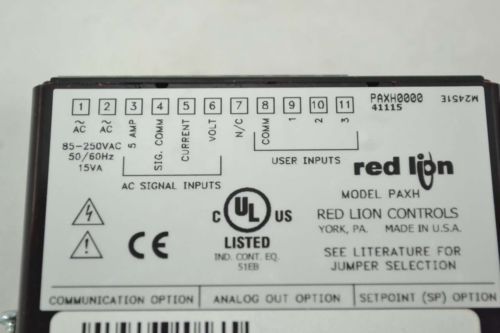 1 2 3 4 5 6 7 8 9 10 11
PAXH0000
41115
M2451E
~ ~
AC AC
5 AMP
SIG. COMM
CURRENT
VOLT
N/C
COMM
1
2
3
85-250VAC
50/60Hz
15VA
AC SIGNAL INPUTS
USER INPUTS
red lion
MODEL PAXH
RED LION CONTROLS
YORK, PA. MADE IN U.S.A.
C UL US
®
LISTED
IND. CONT. EQ.
51EB
CE
SEE LITERATURE FOR
JUMPER SELECTION
COMMUNICATION OPTION
ANALOG OUT OPTION
SETPOINT (SP) OPTION